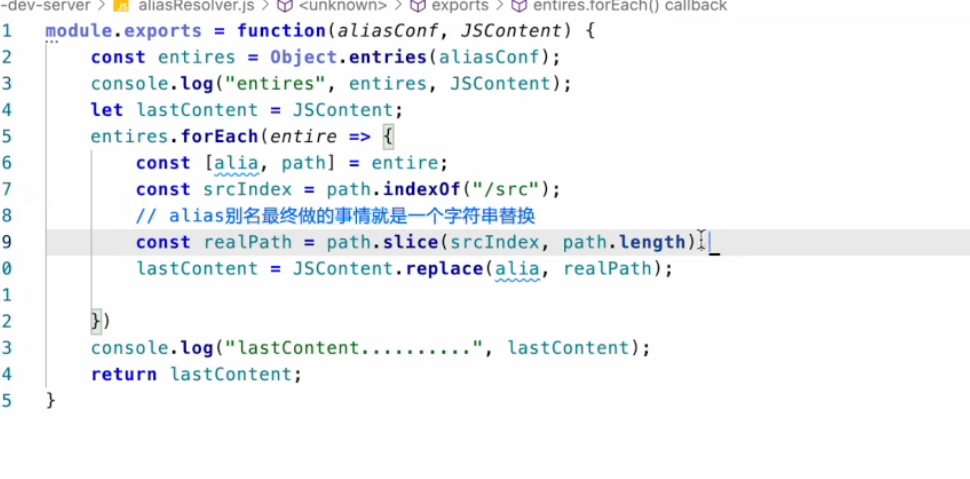 -dev-server > JS aliasResolver.js > <unknown> > exports > entires.forEach() callback
1 module.exports = function(aliasConf, JSContent) {
2 const entires = Object.entries(aliasConf);
3 console.log("entires", entires, JSContent);
4 let lastContent = JSContent;
5 entires.forEach(entire => {
6 const [alia, path] = entire;
7 const srcIndex = path.indexOf("/src");
8 // alias别名最终做的事情就是一个字符串替换
9 const realPath = path.slice(srcIndex, path.length)
0 lastContent = JSContent.replace(alia, realPath);
1
2 })
3 console.log("lastContent..........", lastContent);
4 return lastContent;
5 }